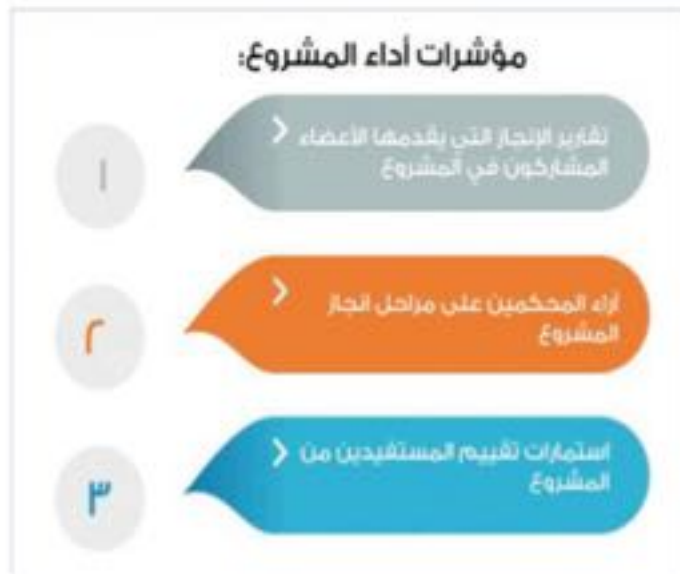 مؤشرات أداء المشروع:
١
تقارير الإنجاز التي يقدمها الأعضاء
المشاركون في المشروع
٢
آراء المحكمين على مراحل انجاز
المشروع
٣
استمارات تقييم المستفيدين من
المشروع